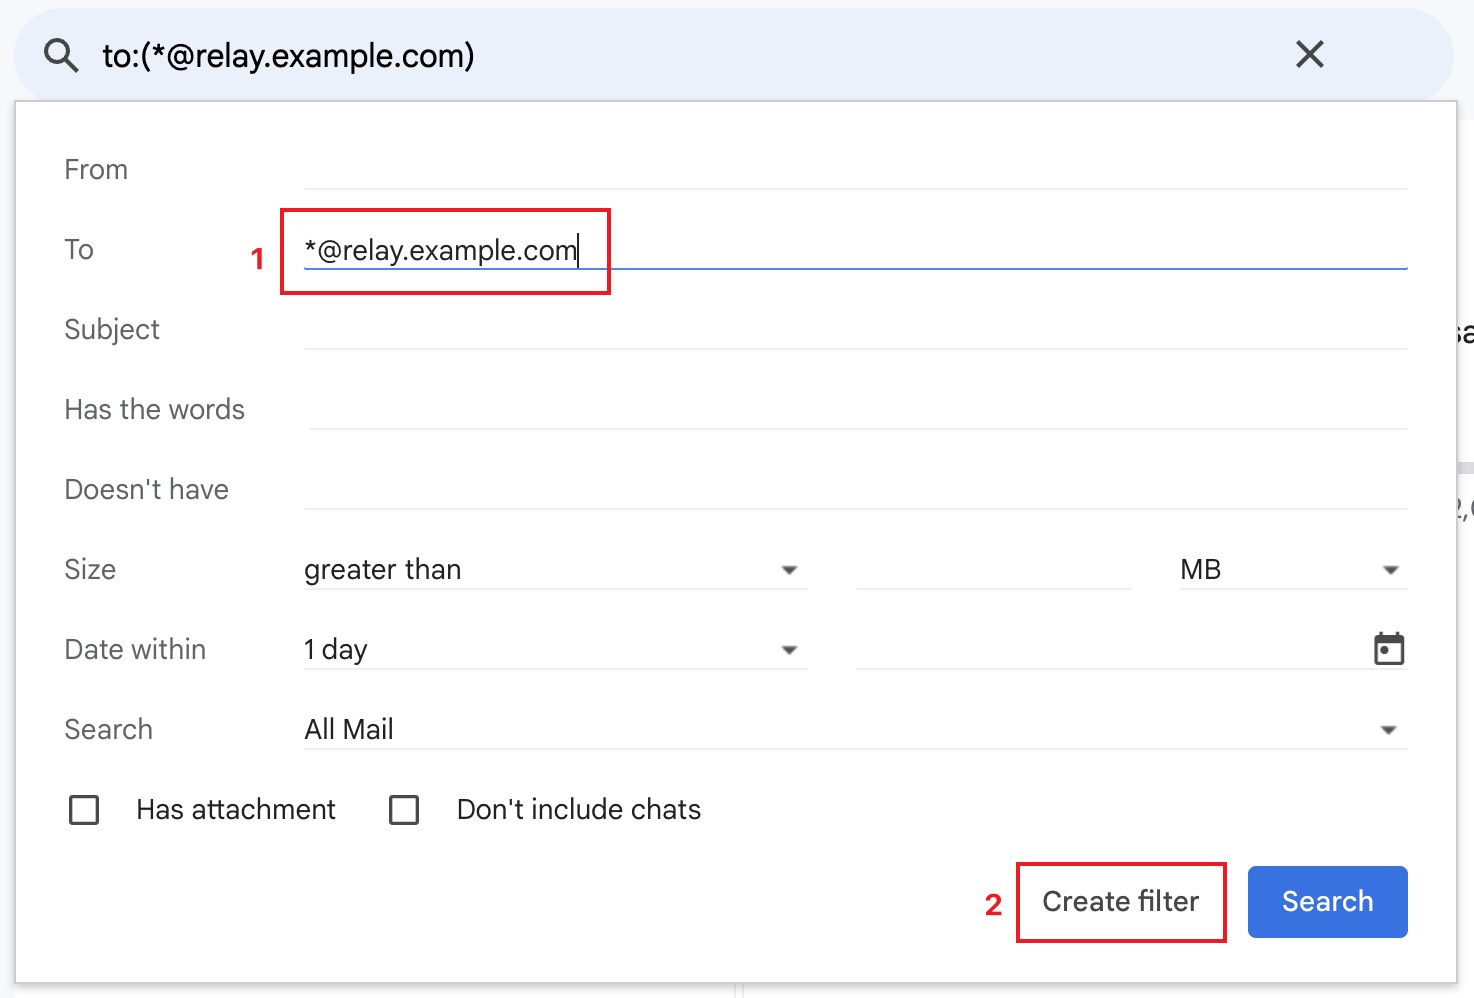 to:(*@relay.example.com)
From
To
1
*@relay.example.com
Subject
Has the words
Doesn't have
Size
greater than
MB
Date within
1 day
Search
All Mail
Has attachment
Don't include chats
2
Create filter
Search